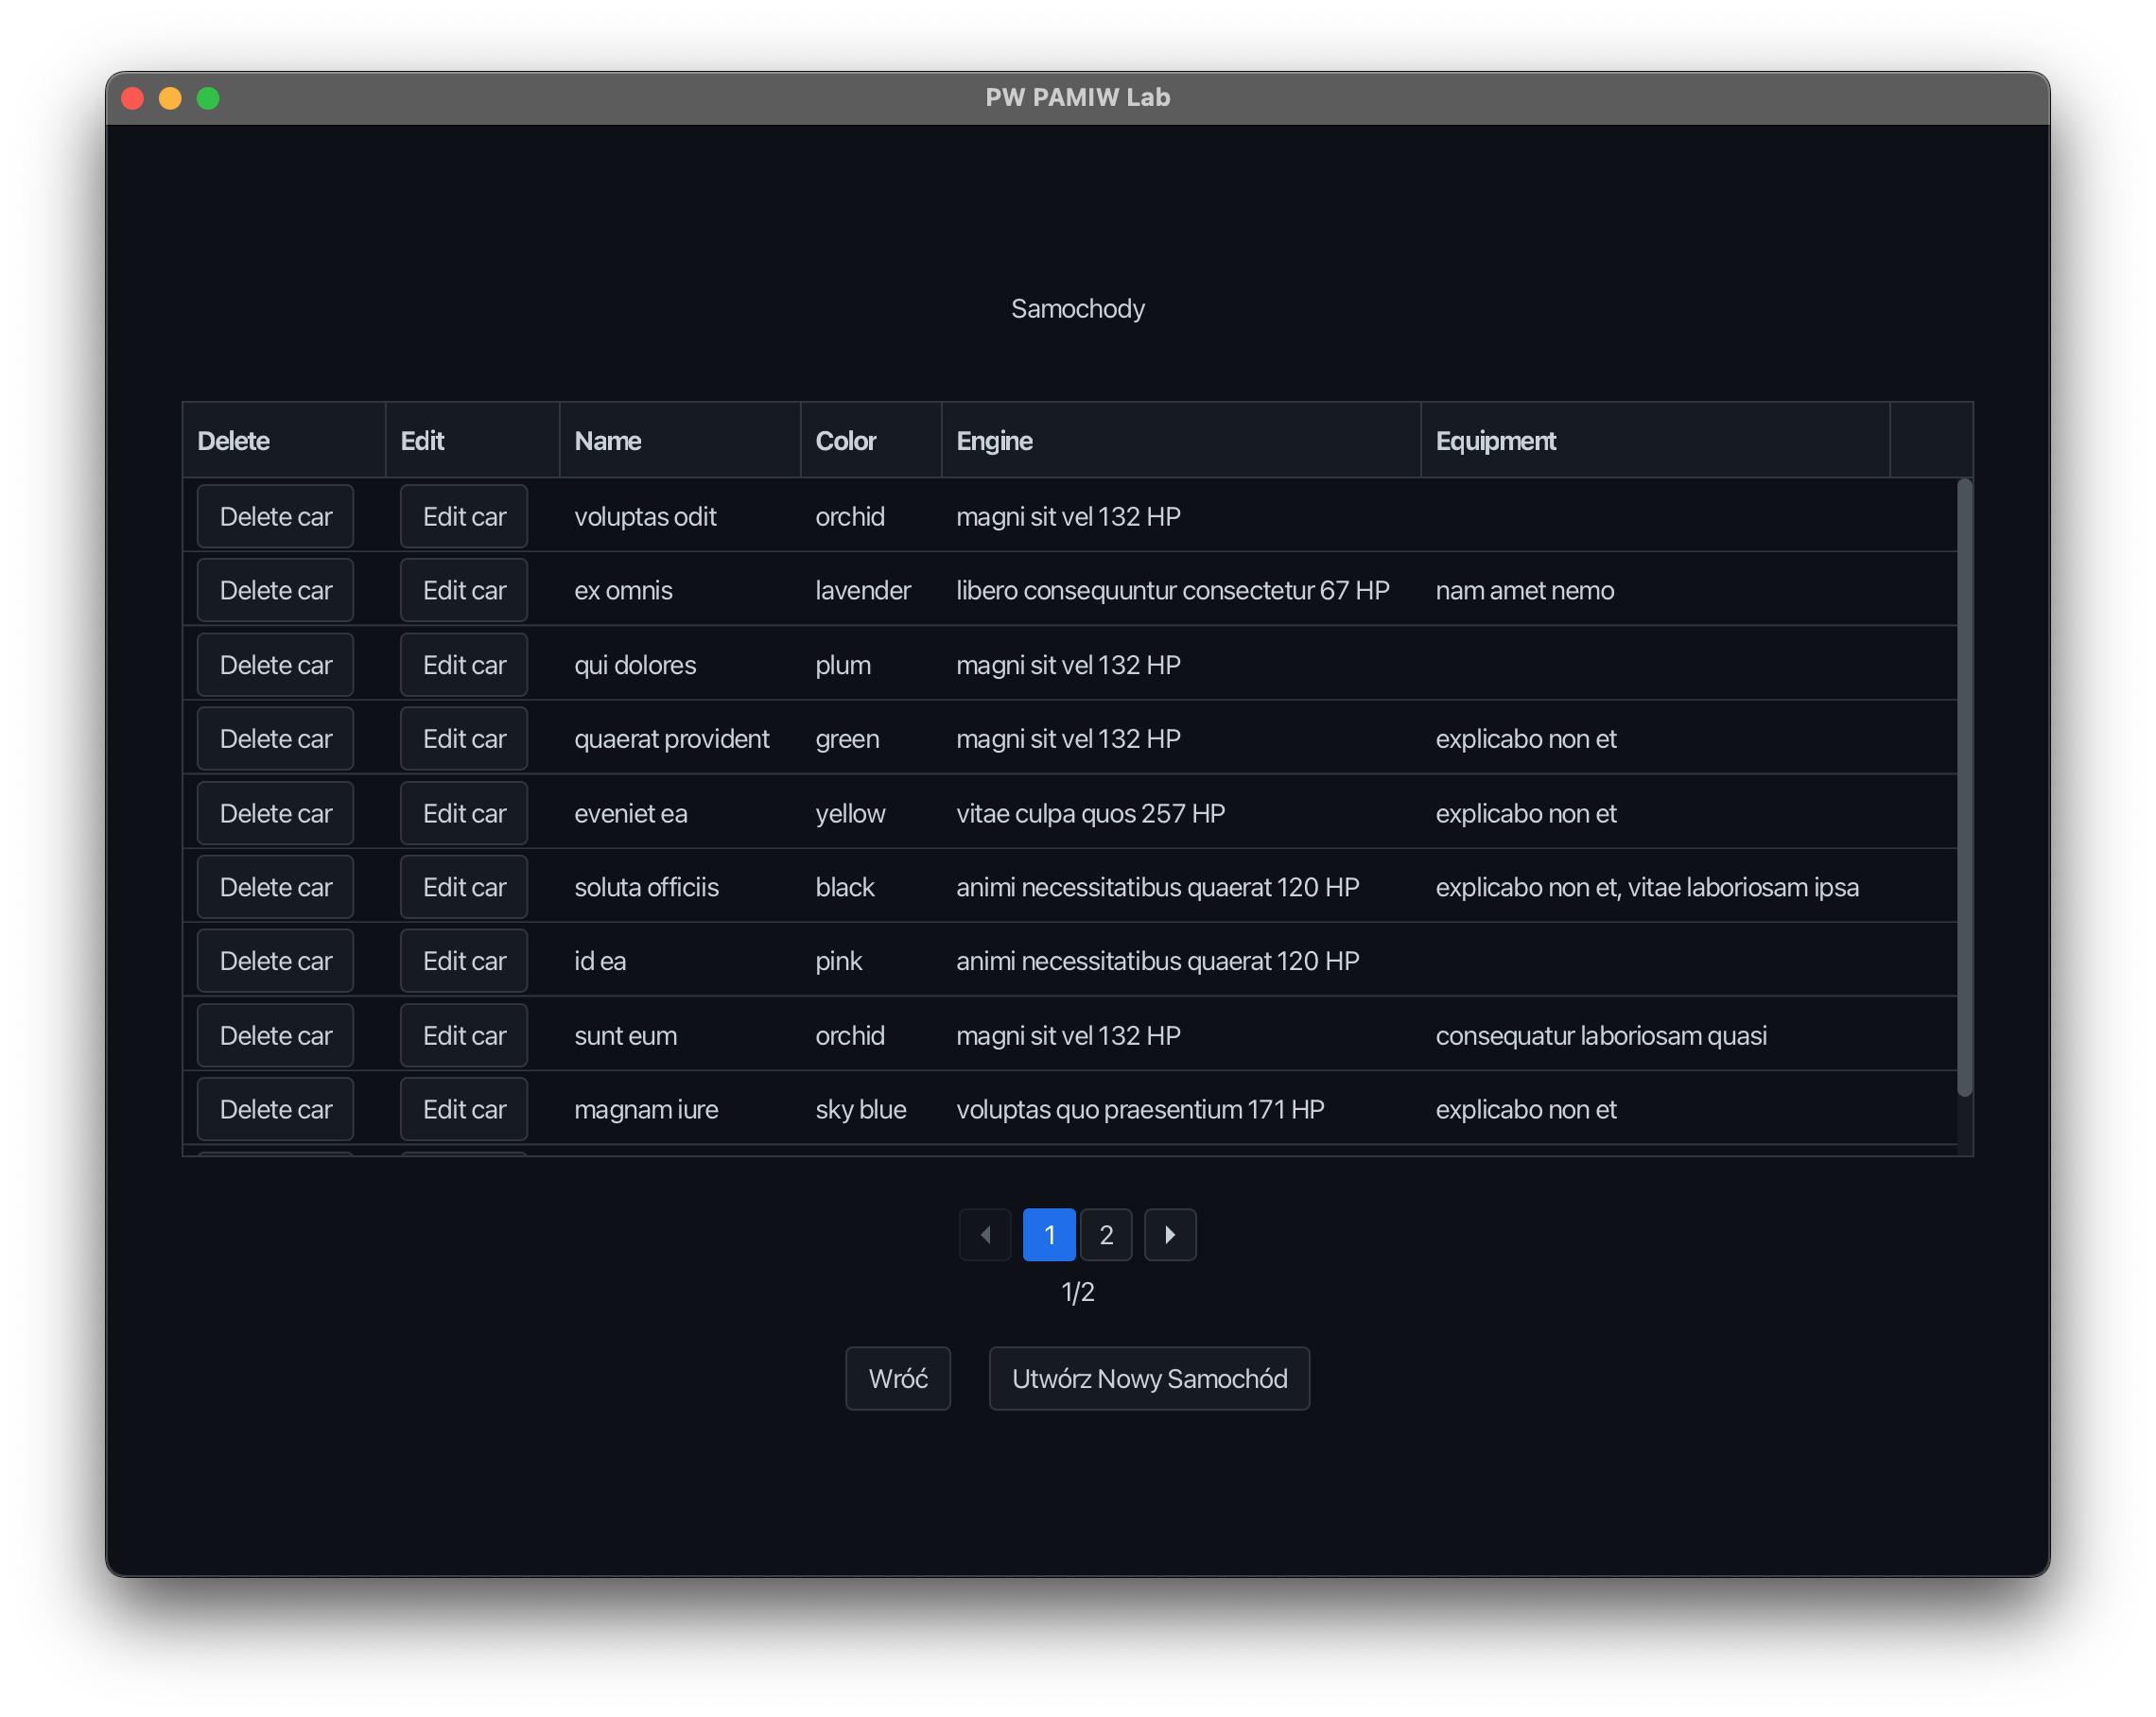 PW PAMIW Lab
Samochody
Delete Edit Name Color Engine Equipment
Delete car Edit car voluptas odit orchid magni sit vel 132 HP
Delete car Edit car ex omnis lavender libero consequuntur consectetur 67 HP nam amet nemo
Delete car Edit car qui dolores plum magni sit vel 132 HP
Delete car Edit car quaerat provident green magni sit vel 132 HP explicabo non et
Delete car Edit car eveniet ea yellow vitae culpa quos 257 HP explicabo non et
Delete car Edit car soluta officiis black animi necessitatibus quaerat 120 HP explicabo non et, vitae laboriosam ipsa
Delete car Edit car id ea pink animi necessitatibus quaerat 120 HP
Delete car Edit car sunt eum orchid magni sit vel 132 HP consequatur laboriosam quasi
Delete car Edit car magnam iure sky blue voluptas quo praesentium 171 HP explicabo non et
1 2
1/2
Wróć Utwórz Nowy Samochód